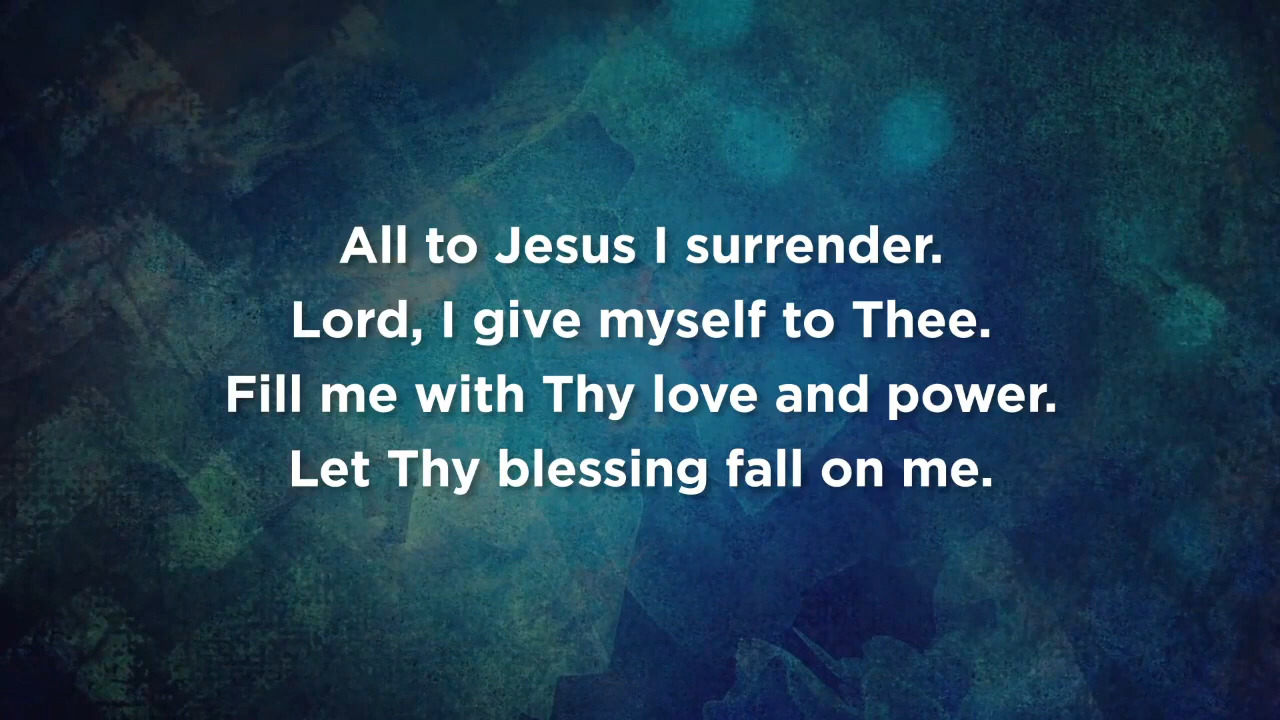 All to Jesus I surrender.
Lord, I give myself to Thee.
Fill me with Thy love and power.
Let Thy blessing fall on me.